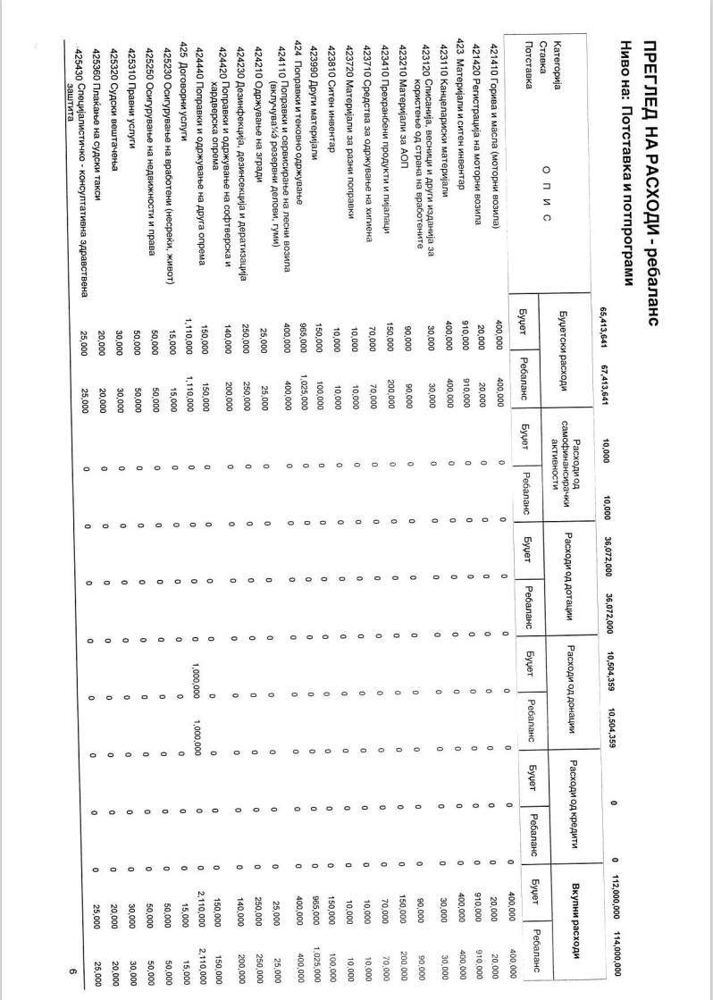 ПРЕГЛЕД НА РАСХОДИ - ребаланс
Ниво на: Потставка и потпрограми
65,413,641 67,413,641 10,000 10,000 36,072,000 36,072,000 10,504,359 10,504,359 0 0 112,000,000 114,000,000
Категорија
Ставка
Потставка
О П И С
Буџетски расходи
Расходи од самофинансирачки активности
Расходи од дотации
Расходи од донации
Расходи од кредити
Вкупни расходи
Буџет Ребаланс Буџет Ребаланс Буџет Ребаланс Буџет Ребаланс Буџет Ребаланс Буџет Ребаланс
421410 Горива и масла (моторни возила) 400,000 400,000 0 0 0 0 0 0 0 0 400,000 400,000
421420 Регистрација на моторни возила 20,000 20,000 0 0 0 0 0 0 0 0 20,000 20,000
423 Материјали и ситен инвентар 910,000 910,000 0 0 0 0 0 0 0 0 910,000 910,000
423110 Канцелариски материјали 400,000 400,000 0 0 0 0 0 0 0 0 400,000 400,000
423120 Списанија, весници и други изданија за
користење од страна на вработените 30,000 30,000 0 0 0 0 0 0 0 0 30,000 30,000
423210 Материјали за АОП 90,000 90,000 0 0 0 0 0 0 0 0 90,000 90,000
423410 Прехранбени продукти и пијалаци 150,000 200,000 0 0 0 0 0 0 0 0 150,000 200,000
423710 Средства за одржување на хигиена 70,000 70,000 0 0 0 0 0 0 0 0 70,000 70,000
423720 Материјали за разни поправки 10,000 10,000 0 0 0 0 0 0 0 0 10,000 10,000
423810 Ситен инвентар 10,000 10,000 0 0 0 0 0 0 0 0 10,000 10,000
423990 Други материјали 150,000 100,000 0 0 0 0 0 0 0 0 150,000 100,000
424 Поправки и тековно одржување 965,000 1,025,000 0 0 0 0 0 0 0 0 965,000 1,025,000
424110 Поправки и сервисирање на лесни возила
(вклучува¼э резервни делови, гуми) 400,000 400,000 0 0 0 0 0 0 0 0 400,000 400,000
424210 Одржување на згради 25,000 25,000 0 0 0 0 0 0 0 0 25,000 25,000
424230 Дезинфекција, дезинсекција и дератизација 250,000 250,000 0 0 0 0 0 0 0 0 250,000 250,000
424420 Поправки и одржување на софтверска и
хардверска опрема 140,000 200,000 0 0 0 0 0 0 0 0 140,000 200,000
424440 Поправки и одржување на друга опрема 150,000 150,000 0 0 0 0 0 0 0 0 150,000 150,000
425 Договорни услуги 1,110,000 1,110,000 0 0 0 0 1,000,000 1,000,000 0 0 2,110,000 2,110,000
425230 Осигурување на вработени (несреќи, живот) 15,000 15,000 0 0 0 0 0 0 0 0 15,000 15,000
425250 Осигурување на недвижности и права 50,000 50,000 0 0 0 0 0 0 0 0 50,000 50,000
425310 Правни услуги 50,000 50,000 0 0 0 0 0 0 0 0 50,000 50,000
425320 Судски вештачења 30,000 30,000 0 0 0 0 0 0 0 0 30,000 30,000
425360 Плаќање на судски такси 20,000 20,000 0 0 0 0 0 0 0 0 20,000 20,000
425430 Специјалистичко - консултативна здравствена
заштита 25,000 25,000 0 0 0 0 0 0 0 0 25,000 25,000
6